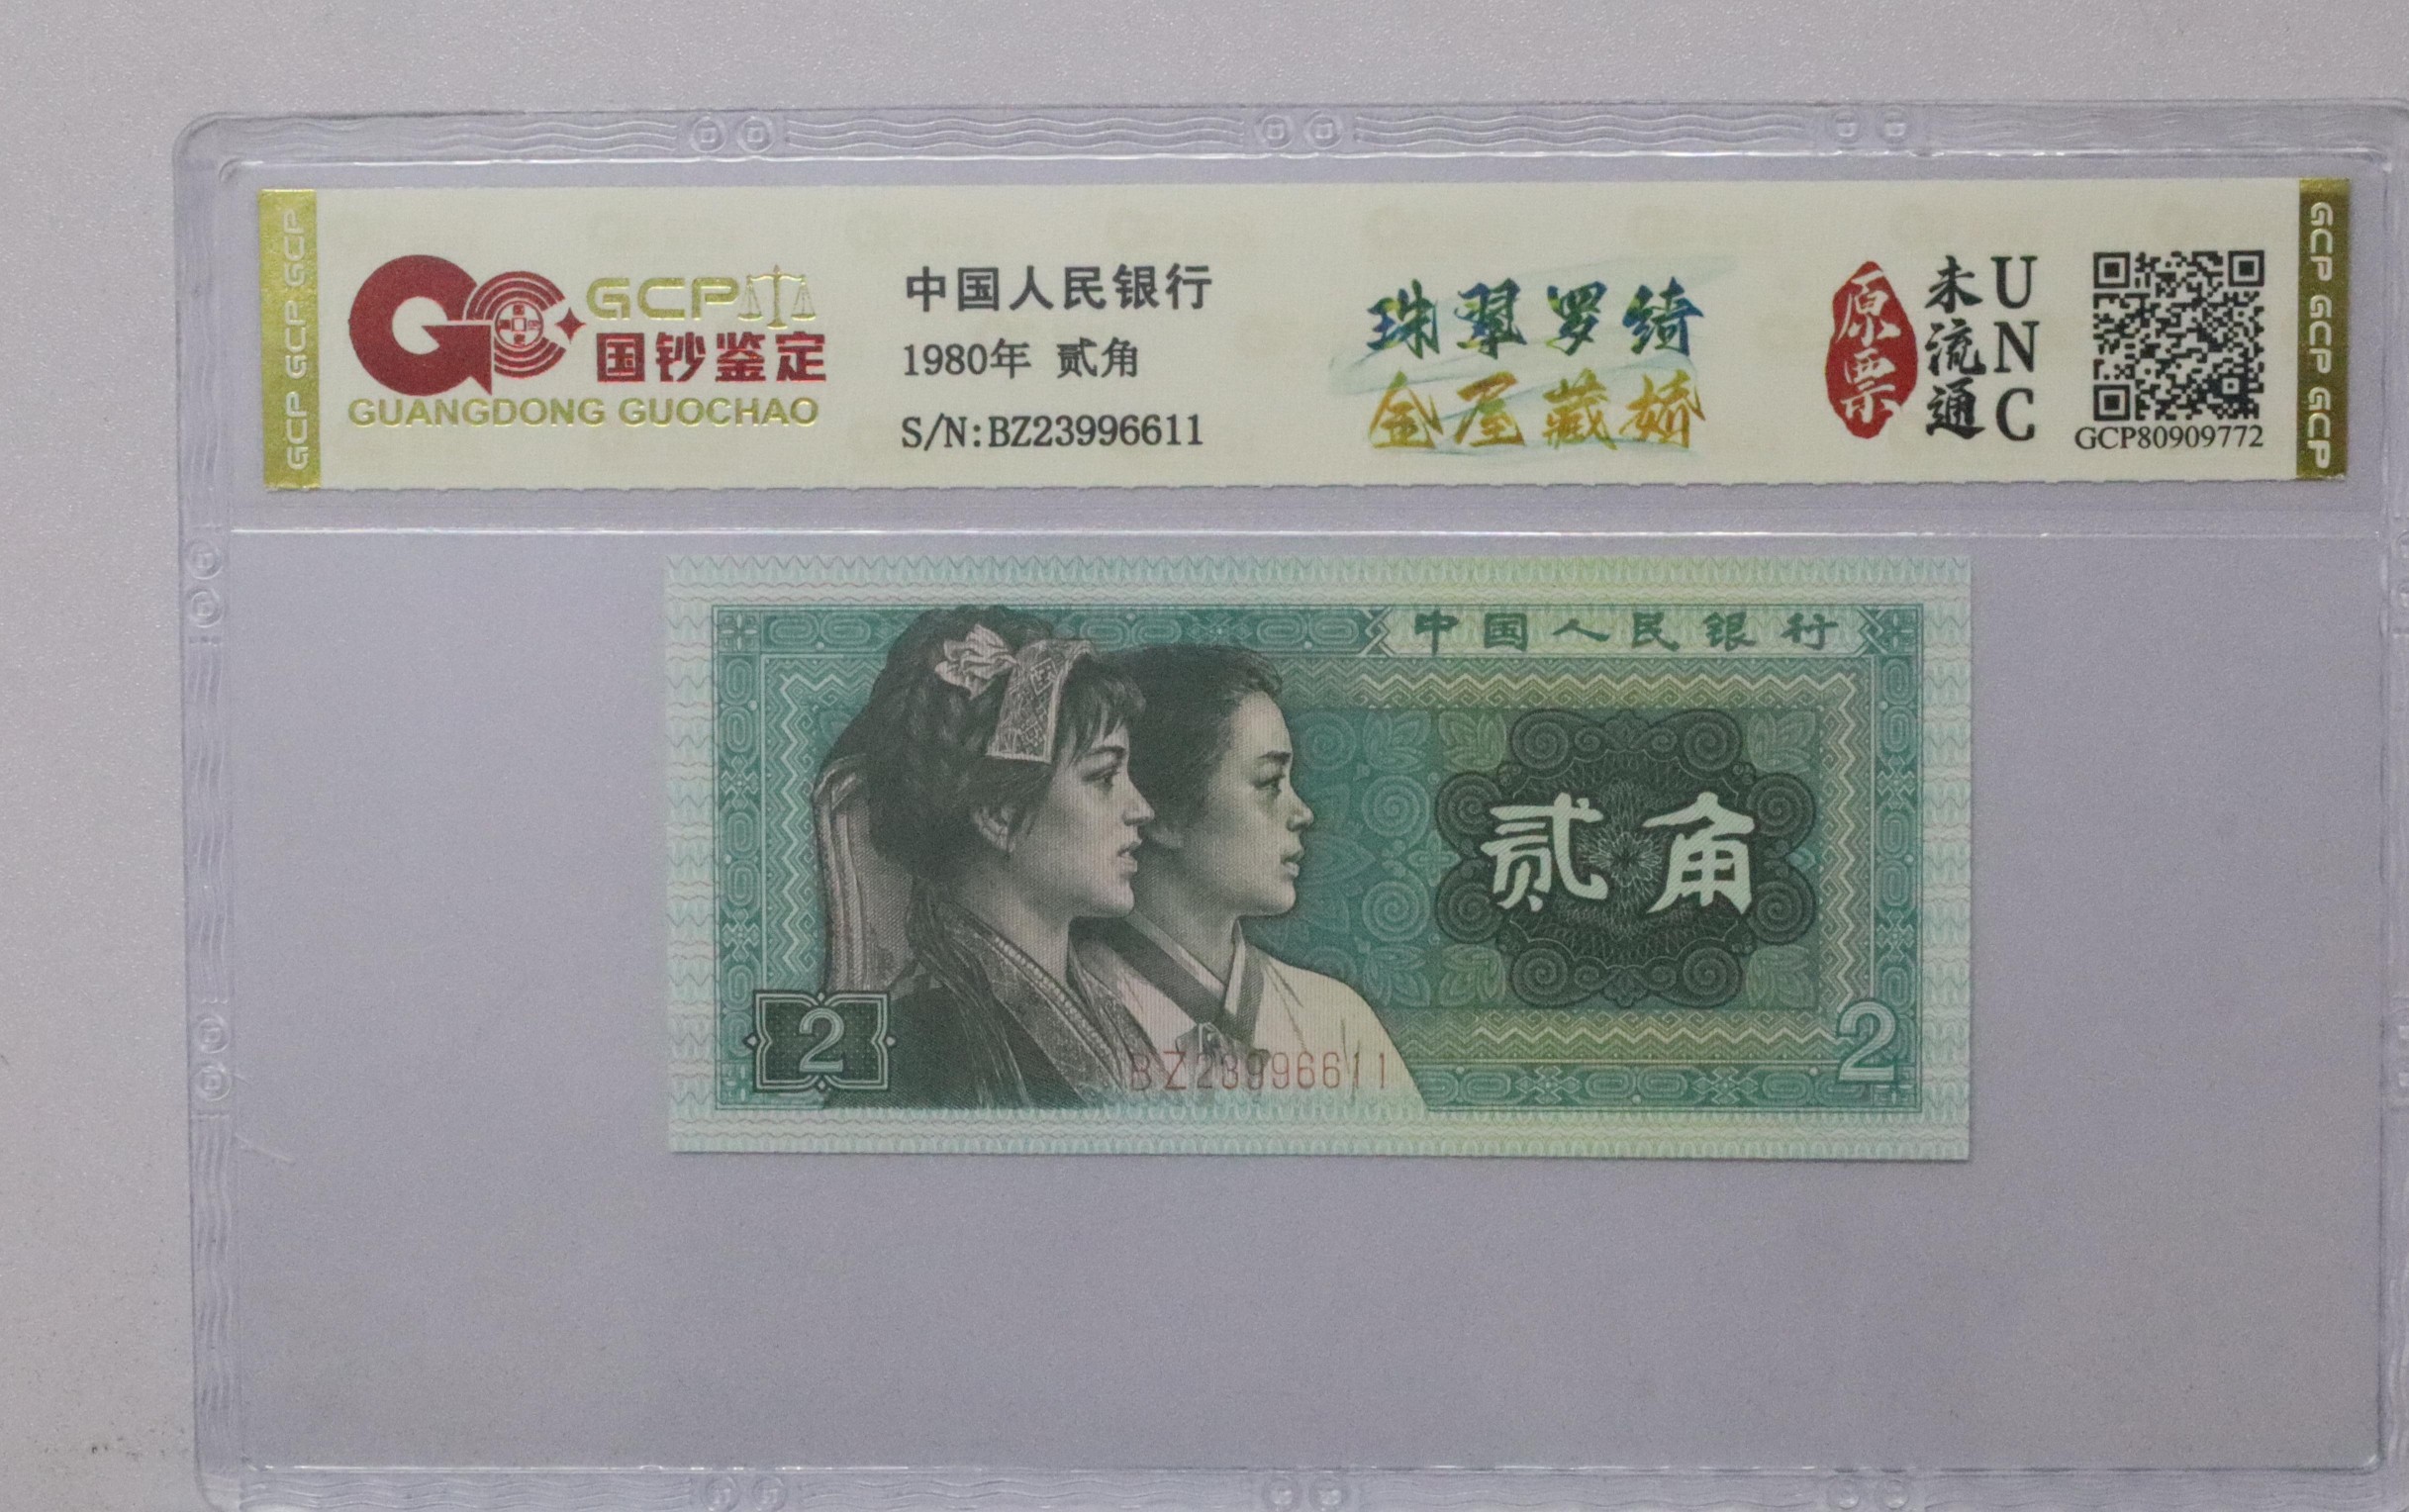 GCP GCP GCP
GCP
国钞鉴定
GUANGDONG GUOCHAO
中国人民银行
1980年 贰角
S/N:BZ23996611
珠翠罗绮
金屋藏娇
原票
未流通
UNC
GCP80909772
GCP GCP GCP
中国人民银行
贰角
2
BZ23996611
2